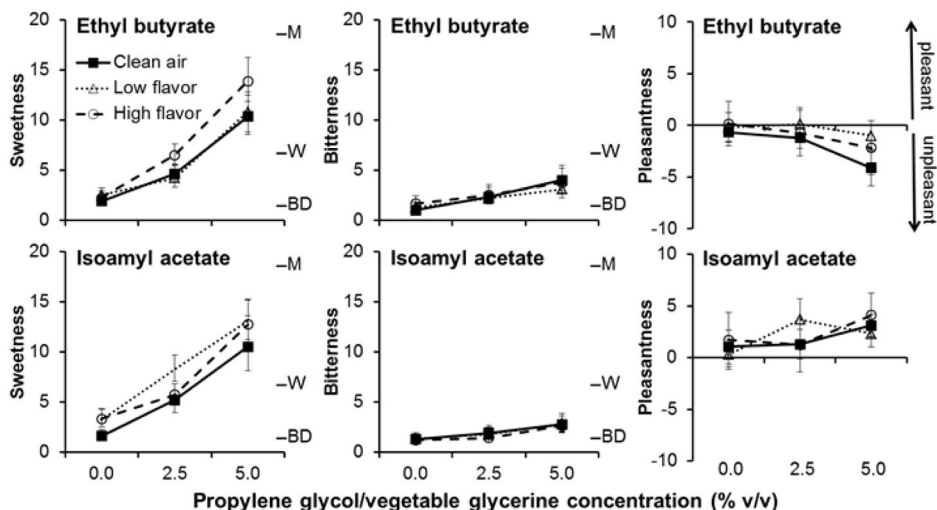 Ethyl butyrate
Clean air
Low flavor
High flavor
Sweetness
20
15
10
5
0
–M
–W
–BD
Ethyl butyrate
Bitterness
20
15
10
5
0
–M
–W
–BD
Ethyl butyrate
Pleasantness
10
5
0
-5
-10
pleasant
unpleasant
Isoamyl acetate
Sweetness
20
15
10
5
0
0.0
2.5
5.0
–M
–W
–BD
Isoamyl acetate
Bitterness
20
15
10
5
0
0.0
2.5
5.0
–M
–W
–BD
Isoamyl acetate
Pleasantness
10
5
0
-5
-10
0.0
2.5
5.0
Propylene glycol/vegetable glycerine concentration (% v/v)